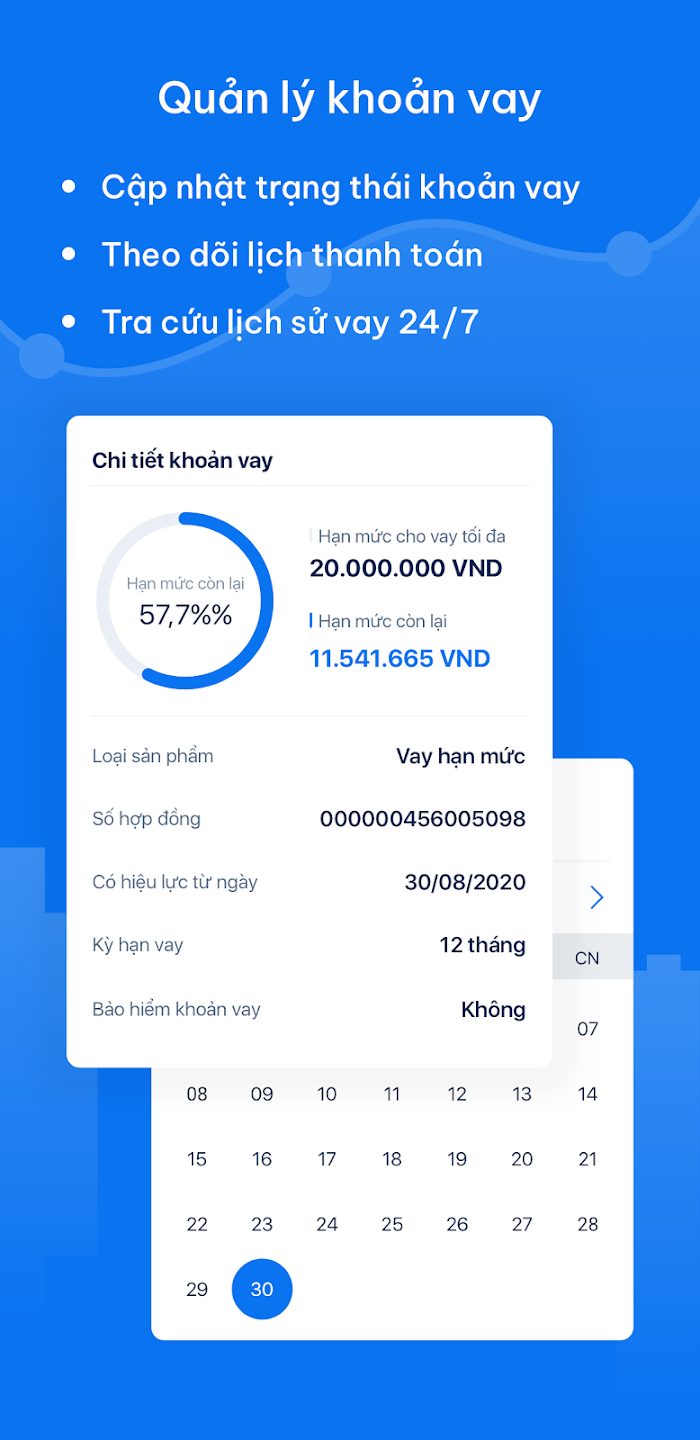 Quản lý khoản vay
• Cập nhật trạng thái khoản vay
• Theo dõi lịch thanh toán
• Tra cứu lịch sử vay 24/7
Chi tiết khoản vay
Hạn mức còn lại
57,7%%
Hạn mức cho vay tối đa
20.000.000 VND
Hạn mức còn lại
11.541.665 VND
Loại sản phẩm Vay hạn mức
Số hợp đồng 000000456005098
Có hiệu lực từ ngày 30/08/2020
Kỳ hạn vay 12 tháng
Bảo hiểm khoản vay Không
CN
07
08 09 10 11 12 13 14
15 16 17 18 19 20 21
22 23 24 25 26 27 28
29 30